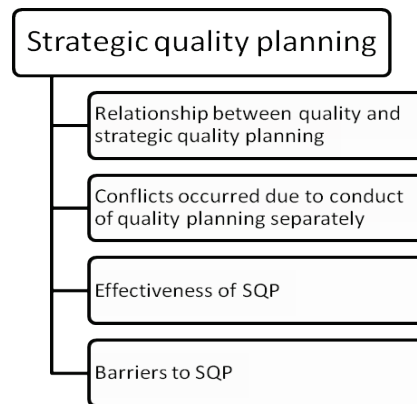 Strategic quality planning
Relationship between quality and
strategic quality planning
Conflicts occurred due to conduct
of quality planning separately
Effectiveness of SQP
Barriers to SQP